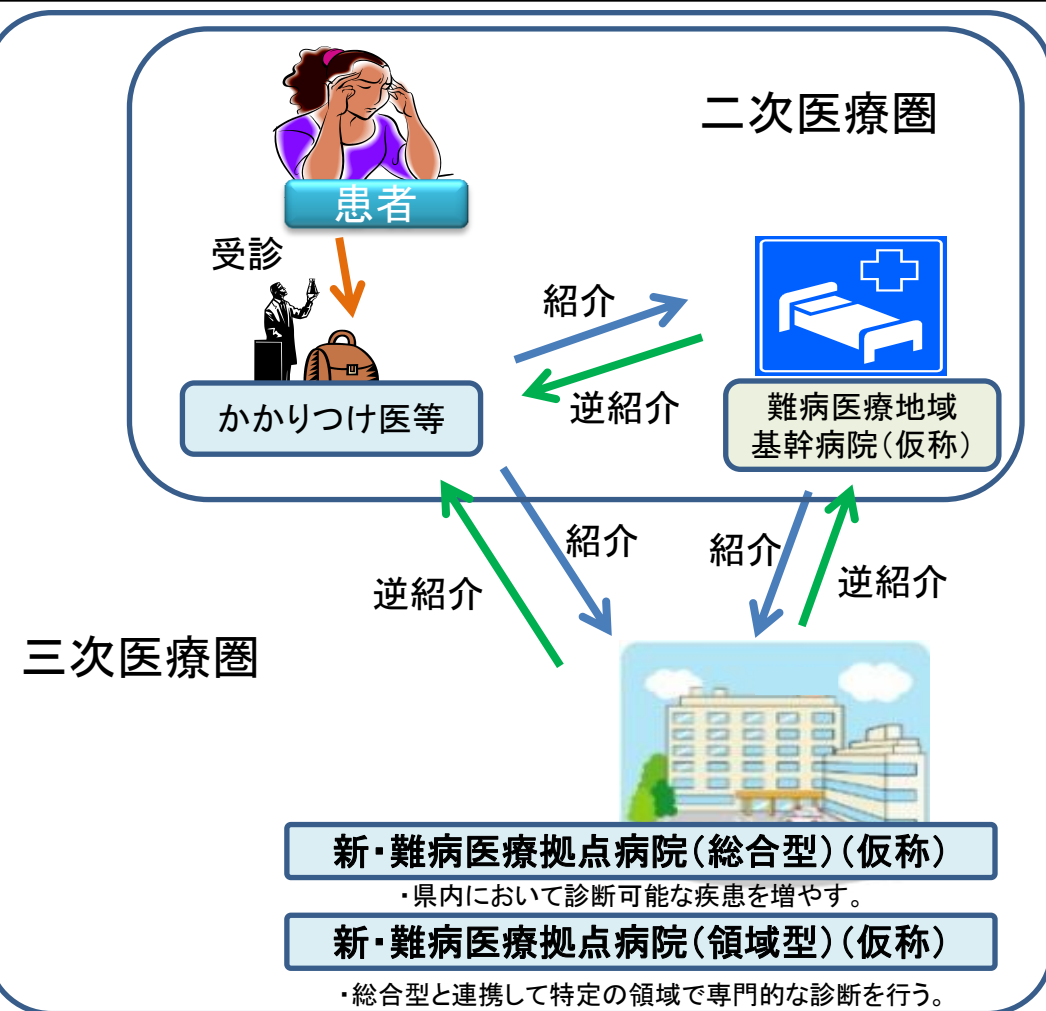 二次医療圏
患者
受診
紹介
逆紹介
かかりつけ医等
難病医療地域
基幹病院(仮称)
紹介
紹介
逆紹介
逆紹介
三次医療圏
新・難病医療拠点病院(総合型)(仮称)
・県内において診断可能な疾患を増やす。
新・難病医療拠点病院(領域型)(仮称)
・総合型と連携して特定の領域で専門的な診断を行う。